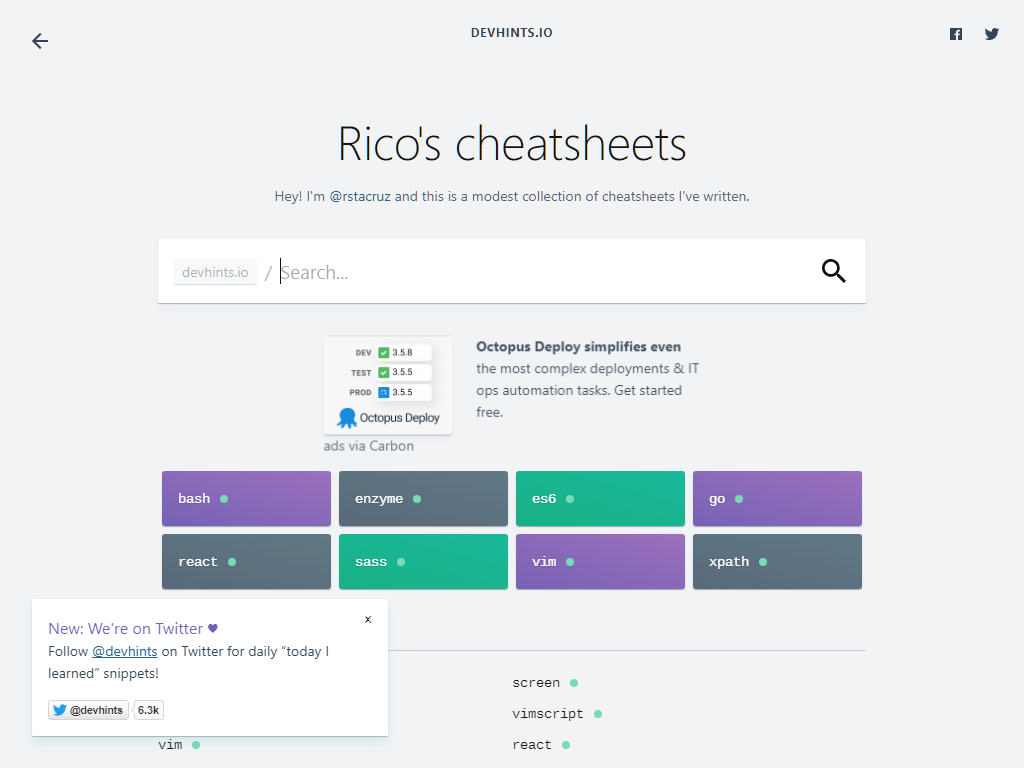 DEVHINTS.IO
Rico's cheatsheets
Hey! I'm @rstacruz and this is a modest collection of cheatsheets I've written.
devhints.io / Search...
DEV 3.5.8
TEST 3.5.5
PROD 3.5.5
Octopus Deploy
Octopus Deploy simplifies even
the most complex deployments & IT
ops automation tasks. Get started
free.
ads via Carbon
bash enzyme es6 go
react sass vim xpath
New: We're on Twitter ♥
Follow @devhints on Twitter for daily “today I
learned” snippets!
@devhints 6.3k
screen
vimscript
vim react